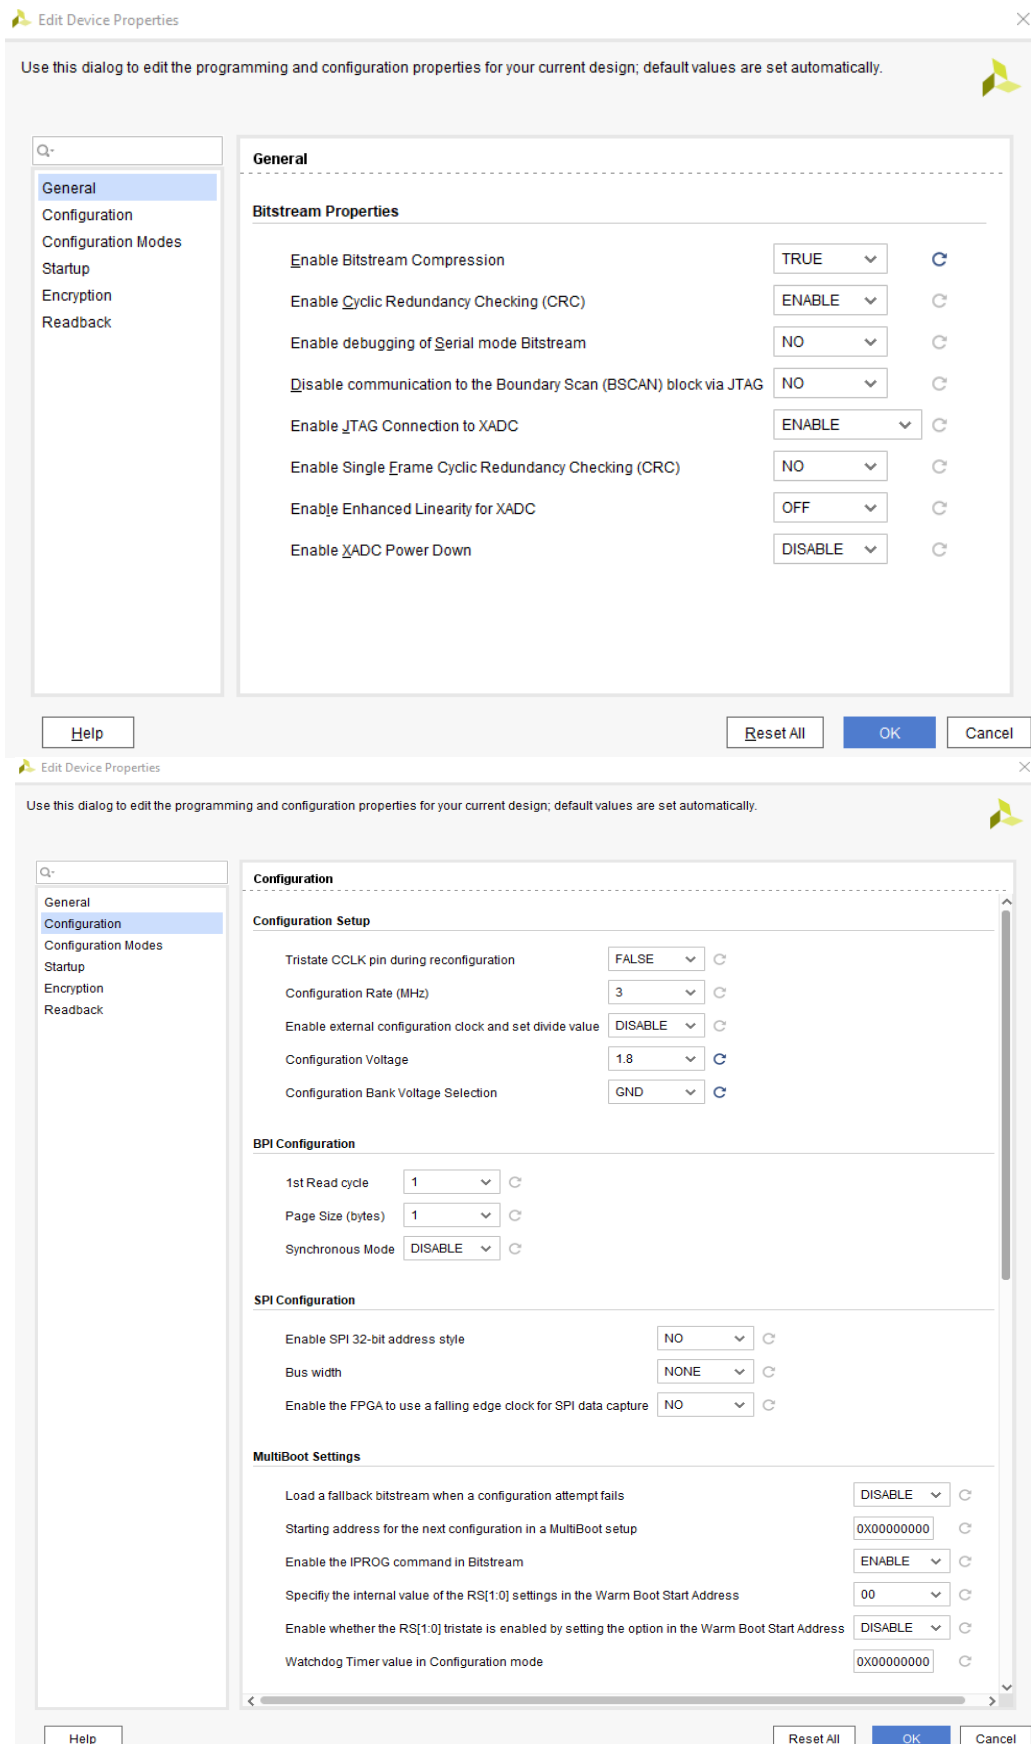 Edit Device Properties
Use this dialog to edit the programming and configuration properties for your current design; default values are set automatically.
General
Configuration
Configuration Modes
Startup
Encryption
Readback
General
Bitstream Properties
Enable Bitstream Compression TRUE
Enable Cyclic Redundancy Checking (CRC) ENABLE
Enable debugging of Serial mode Bitstream NO
Disable communication to the Boundary Scan (BSCAN) block via JTAG NO
Enable JTAG Connection to XADC ENABLE
Enable Single Frame Cyclic Redundancy Checking (CRC) NO
Enable Enhanced Linearity for XADC OFF
Enable XADC Power Down DISABLE
Help Reset All OK Cancel
Edit Device Properties
Use this dialog to edit the programming and configuration properties for your current design; default values are set automatically.
General
Configuration
Configuration Modes
Startup
Encryption
Readback
Configuration
Configuration Setup
Tristate CCLK pin during reconfiguration FALSE
Configuration Rate (MHz) 3
Enable external configuration clock and set divide value DISABLE
Configuration Voltage 1.8
Configuration Bank Voltage Selection GND
BPI Configuration
1st Read cycle 1
Page Size (bytes) 1
Synchronous Mode DISABLE
SPI Configuration
Enable SPI 32-bit address style NO
Bus width NONE
Enable the FPGA to use a falling edge clock for SPI data capture NO
MultiBoot Settings
Load a fallback bitstream when a configuration attempt fails DISABLE
Starting address for the next configuration in a MultiBoot setup 0X00000000
Enable the IPROG command in Bitstream ENABLE
Specifiy the internal value of the RS[1:0] settings in the Warm Boot Start Address 00
Enable whether the RS[1:0] tristate is enabled by setting the option in the Warm Boot Start Address DISABLE
Watchdog Timer value in Configuration mode 0X00000000
Help Reset All OK Cancel